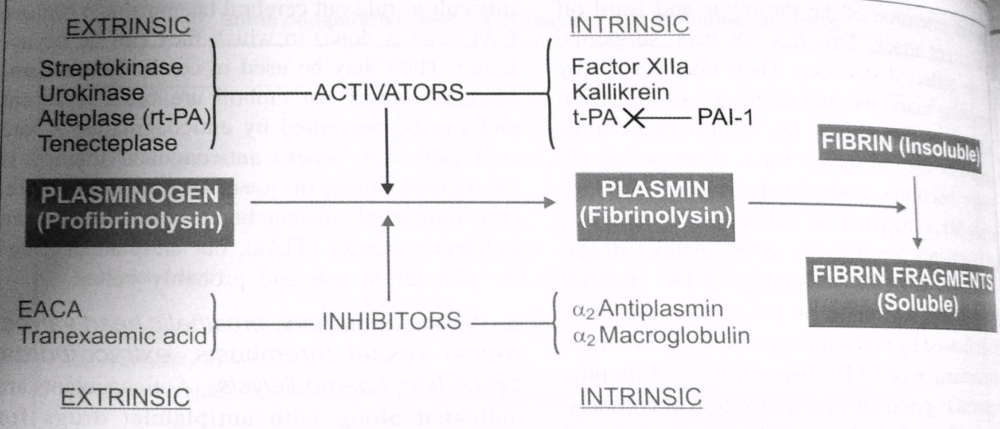 EXTRINSIC
Streptokinase
Urokinase
Alteplase (rt-PA)
Tenecteplase
ACTIVATORS
INTRINSIC
Factor XIIa
Kallikrein
t-PA
PAI-1
FIBRIN (Insoluble)
PLASMINOGEN
(Profibrinolysin)
PLASMIN
(Fibrinolysin)
FIBRIN FRAGMENTS
(Soluble)
EACA
Tranexaemic acid
INHIBITORS
α₂ Antiplasmin
α₂ Macroglobulin
EXTRINSIC
INTRINSIC